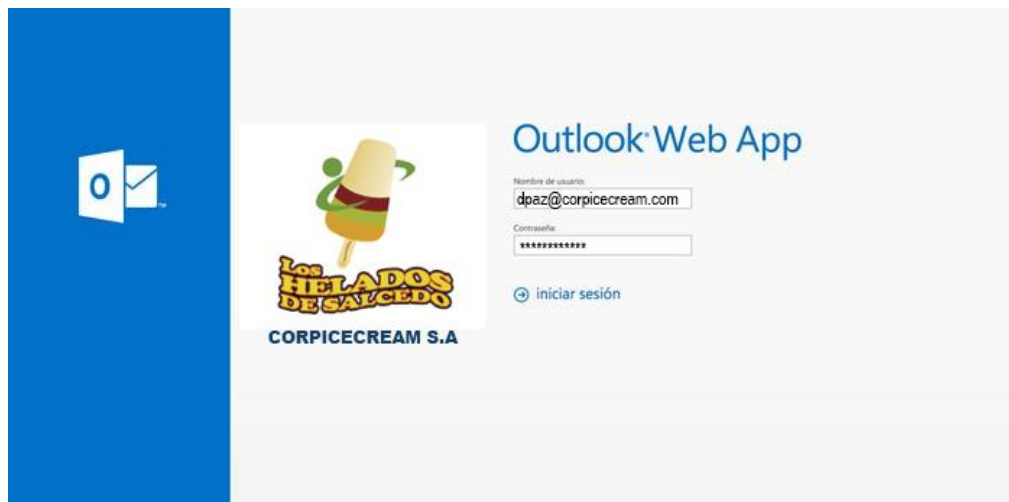 Outlook Web App
Nombre de usuario:
dpaz@corpicecream.com
Contraseña:
************
iniciar sesión
LOS
HELADOS
DE SALCEDO
CORPICECREAM S.A